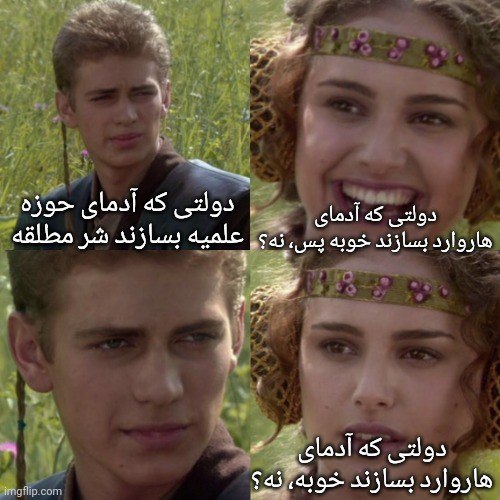 دولتی که آدمای حوزه
علمیه بسازند شر مطلقه
دولتی که آدمای
هاروارد بسازند خوبه پس، نه؟
دولتی که آدمای
هاروارد بسازند خوبه، نه؟
imgflip.com